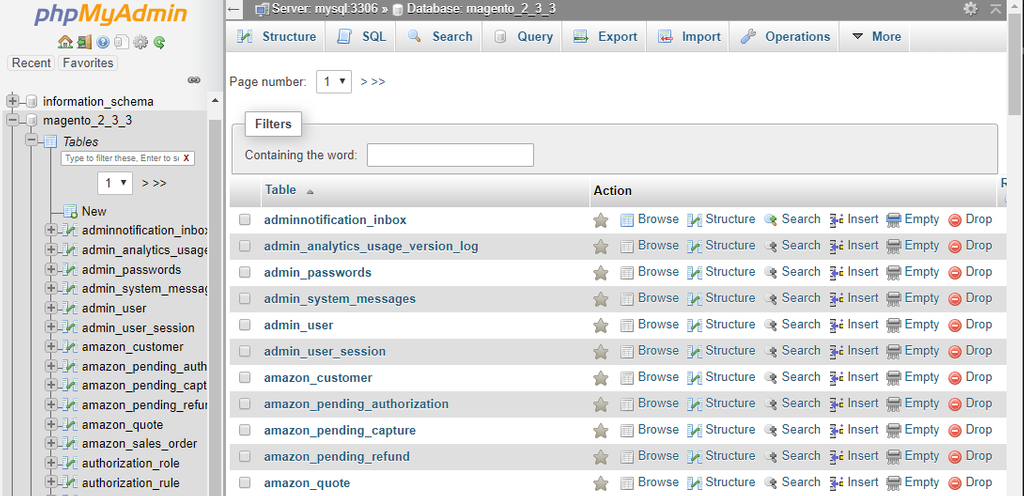 phpMyAdmin
Recent Favorites
information_schema
magento_2_3_3
Tables
Type to filter these, Enter to s X
1 > >>
New
adminnotification_inbox
admin_analytics_usage
admin_passwords
admin_system_messag
admin_user
admin_user_session
amazon_customer
amazon_pending_auth
amazon_pending_capt
amazon_pending_refun
amazon_quote
amazon_sales_order
authorization_role
authorization_rule
Server: mysql:3306 » Database: magento_2_3_3
Structure SQL Search Query Export Import Operations More
Page number: 1 > >>
Filters
Containing the word:
Table Action R
adminnotification_inbox Browse Structure Search Insert Empty Drop
admin_analytics_usage_version_log Browse Structure Search Insert Empty Drop
admin_passwords Browse Structure Search Insert Empty Drop
admin_system_messages Browse Structure Search Insert Empty Drop
admin_user Browse Structure Search Insert Empty Drop
admin_user_session Browse Structure Search Insert Empty Drop
amazon_customer Browse Structure Search Insert Empty Drop
amazon_pending_authorization Browse Structure Search Insert Empty Drop
amazon_pending_capture Browse Structure Search Insert Empty Drop
amazon_pending_refund Browse Structure Search Insert Empty Drop
amazon_quote Browse Structure Search Insert Empty Drop